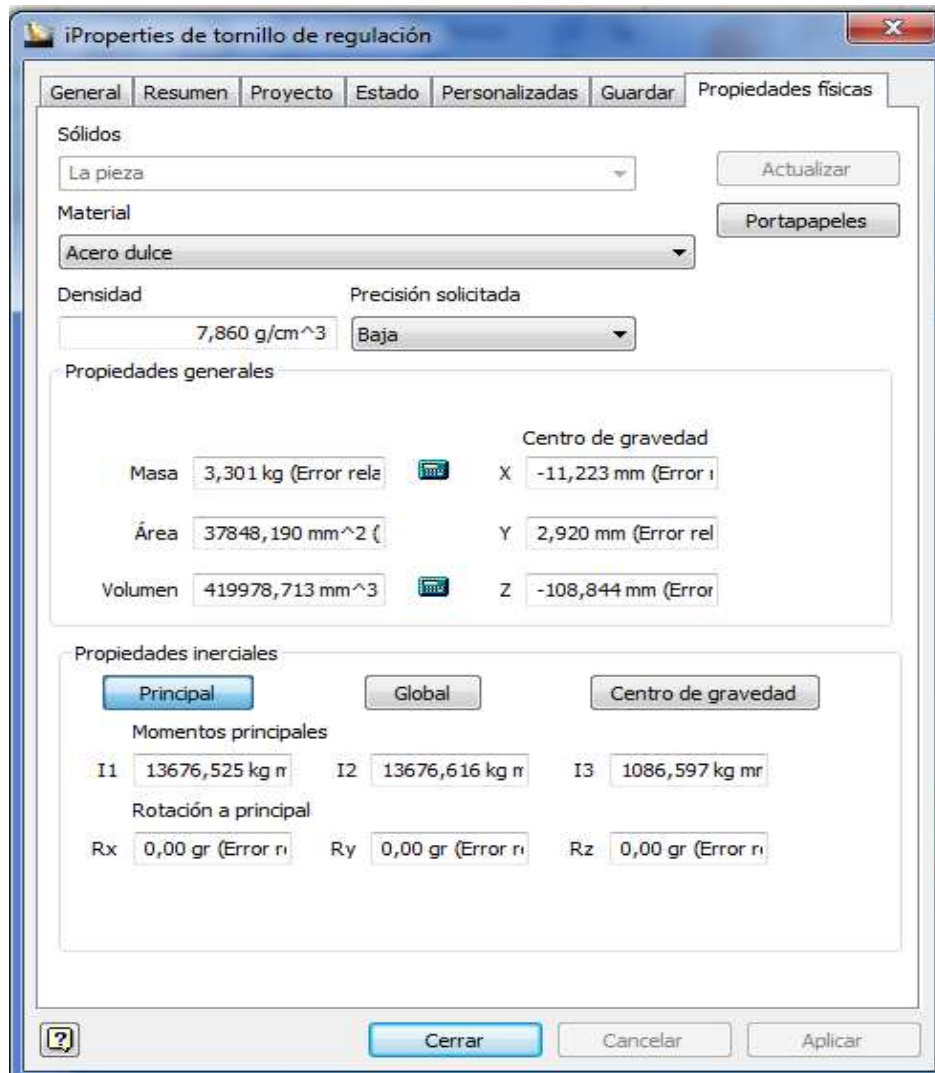 iProperties de tornillo de regulación
General Resumen Proyecto Estado Personalizadas Guardar Propiedades físicas
Sólidos
La pieza Actualizar
Material Portapapeles
Acero dulce
Densidad Precisión solicitada
7,860 g/cm^3 Baja
Propiedades generales
Centro de gravedad
Masa 3,301 kg (Error rela X -11,223 mm (Error r
Área 37848,190 mm^2 ( Y 2,920 mm (Error rel
Volumen 419978,713 mm^3 Z -108,844 mm (Error
Propiedades inerciales
Principal Global Centro de gravedad
Momentos principales
I1 13676,525 kg m I2 13676,616 kg m I3 1086,597 kg mr
Rotación a principal
Rx 0,00 gr (Error re Ry 0,00 gr (Error re Rz 0,00 gr (Error re
Cerrar Cancelar Aplicar